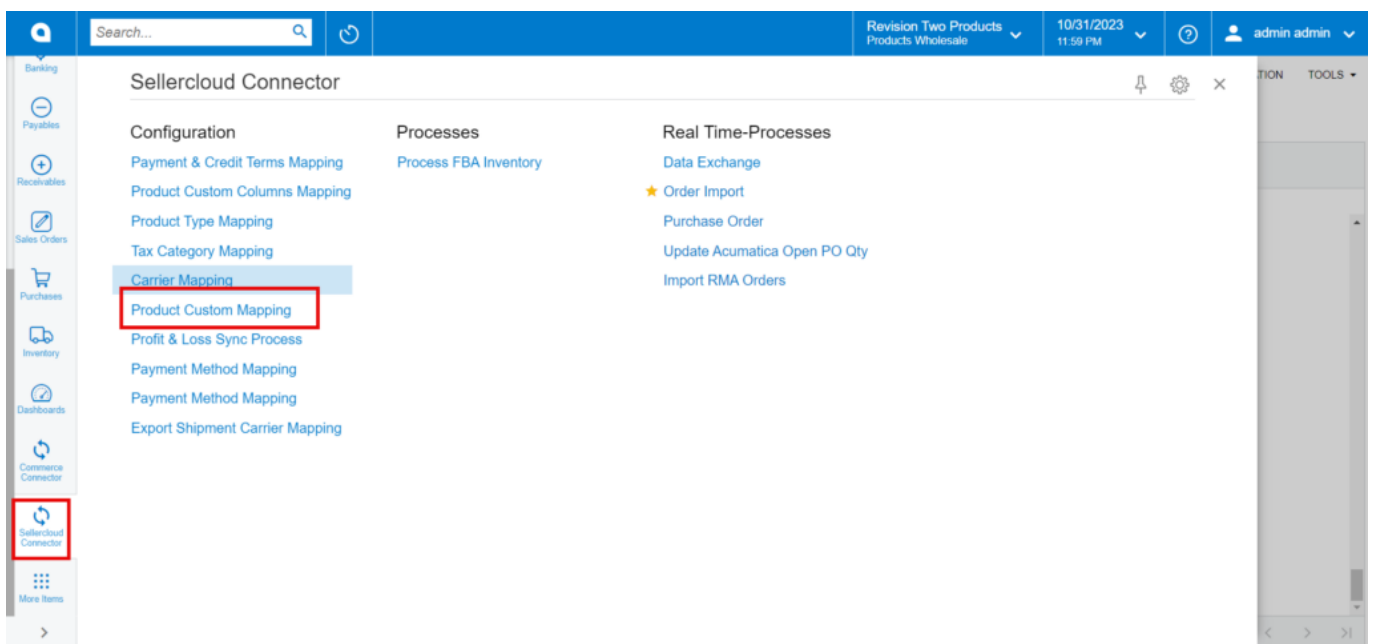 Search...
Revision Two Products
Products Wholesale
10/31/2023
11:59 PM
admin admin
Banking
Payables
Receivables
Sales Orders
Purchases
Inventory
Dashboards
Commerce
Connector
Sellercloud
Connector
More Items
Sellercloud Connector
Configuration
Payment & Credit Terms Mapping
Product Custom Columns Mapping
Product Type Mapping
Tax Category Mapping
Carrier Mapping
Product Custom Mapping
Profit & Loss Sync Process
Payment Method Mapping
Payment Method Mapping
Export Shipment Carrier Mapping
Processes
Process FBA Inventory
Real Time-Processes
Data Exchange
Order Import
Purchase Order
Update Acumatica Open PO Qty
Import RMA Orders
TOOLS